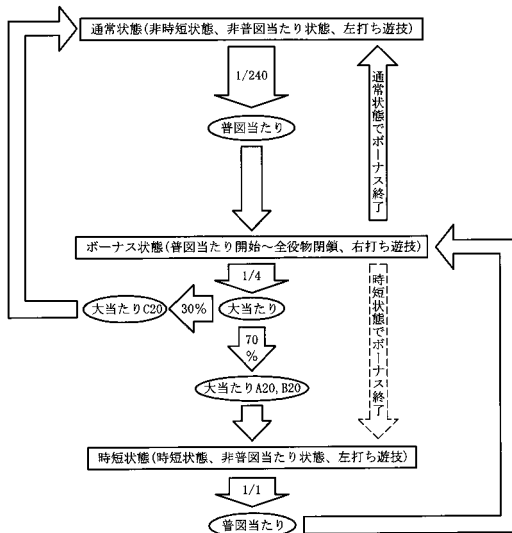 通常状態(非時短状態、非普図当たり状態、左打ち遊技)
1/240
普図当たり
通常状態でボーナス終了
ボーナス状態(普図当たり開始~全役物閉鎖、右打ち遊技)
1/4
大当たりC20
30%
大当たり
70
%
大当たりA20,B20
時短状態でボーナス終了
時短状態(時短状態、非普図当たり状態、左打ち遊技)
1/1
普図当たり